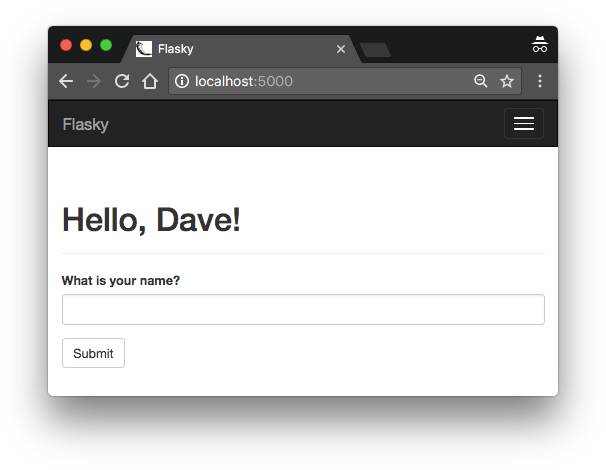 Flasky
localhost:5000
Flasky
Hello, Dave!
What is your name?
Submit